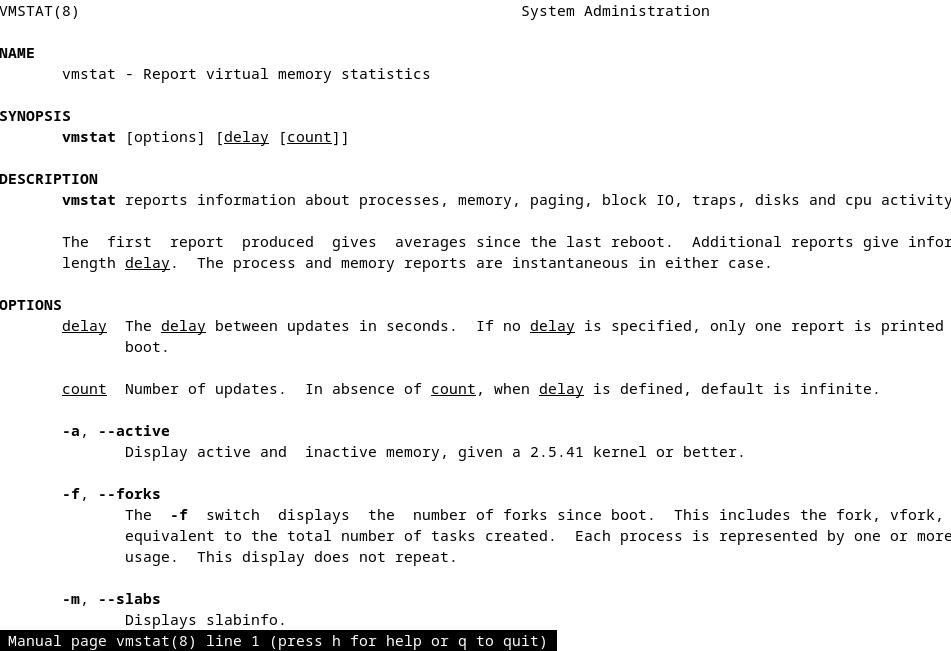 VMSTAT(8)                                                 System Administration
NAME
       vmstat - Report virtual memory statistics
SYNOPSIS
       vmstat [options] [delay [count]]
DESCRIPTION
       vmstat reports information about processes, memory, paging, block IO, traps, disks and cpu activity
       The  first  report  produced  gives  averages since the last reboot.  Additional reports give
       length delay.  The process and memory reports are instantaneous in either case.
OPTIONS
       delay  The delay between updates in seconds.  If no delay is specified, only one report is printed
              boot.
       count  Number of updates.  In absence of count, when delay is defined, default is infinite.
       -a, --active
              Display active and  inactive memory, given a 2.5.41 kernel or better.
       -f, --forks
              The  -f  switch  displays  the  number of forks since boot.  This includes the fork, vfork,
              equivalent to the total number of tasks created.  Each process is represented by one or more
              usage.  This display does not repeat.
       -m, --slabs
              Displays slabinfo.
 Manual page vmstat(8) line 1 (press h for help or q to quit)